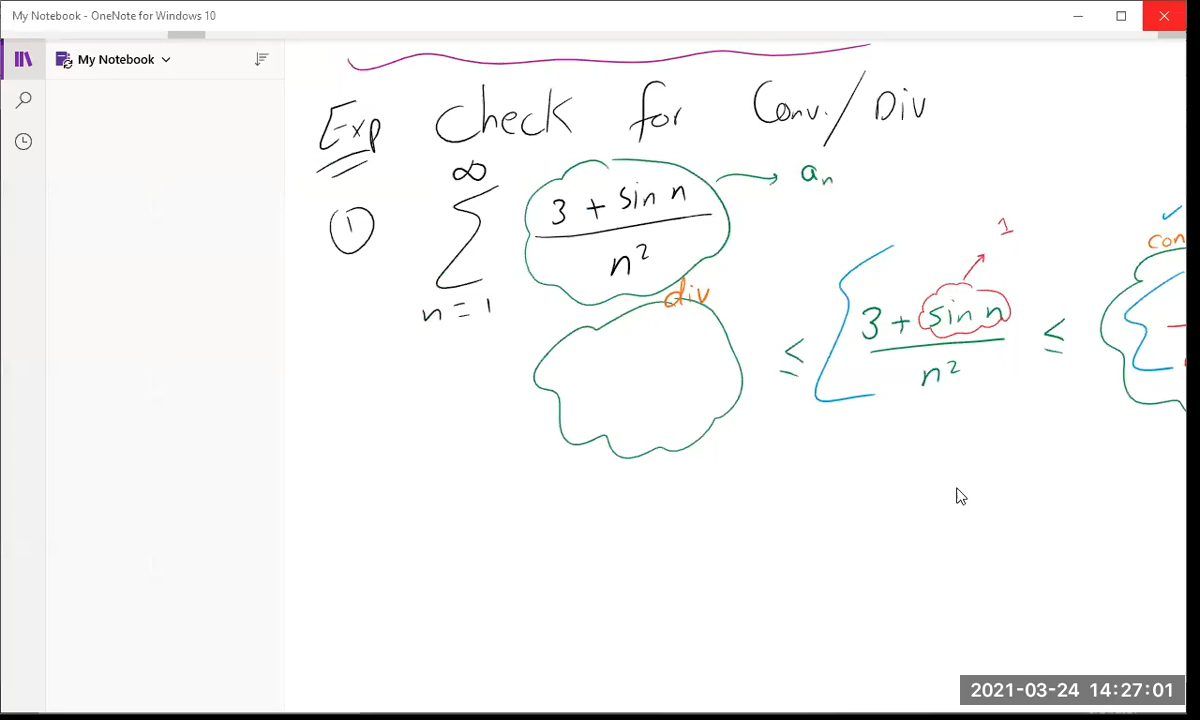 My Notebook - OneNote for Windows 10
My Notebook
Exp Check for Conv./Div
∞
① ∑ (3 + sin n)/n² → aₙ
n = 1
div
≤ ∑ (3 + sin n)/n² ≤
1
✓
con
2021-03-24 14:27:01